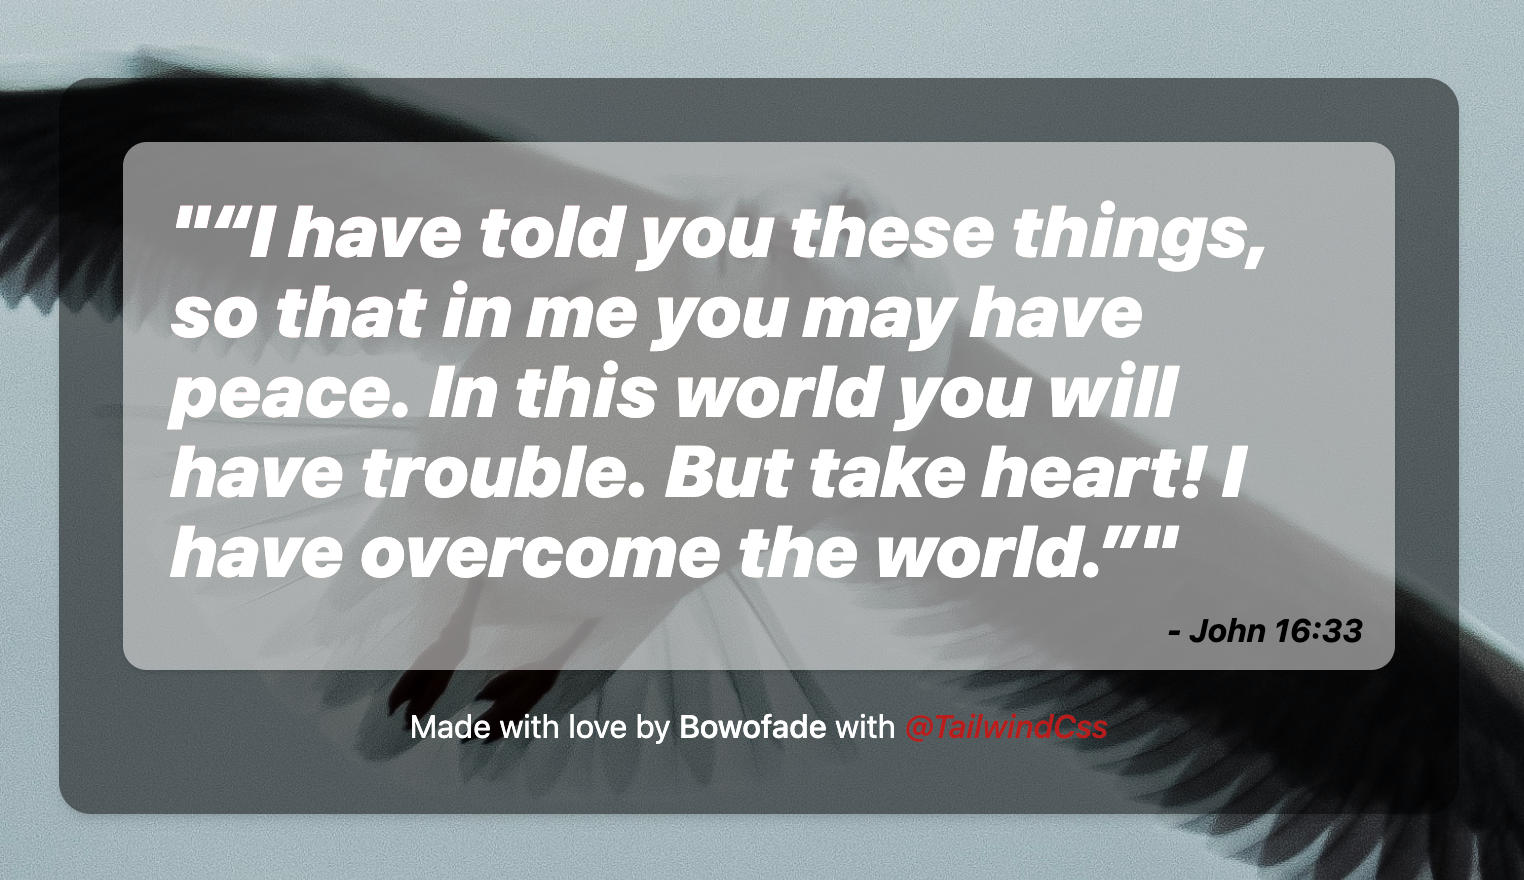 "“I have told you these things,
so that in me you may have
peace. In this world you will
have trouble. But take heart! I
have overcome the world.”"
- John 16:33
Made with love by Bowofade with @TailwindCss